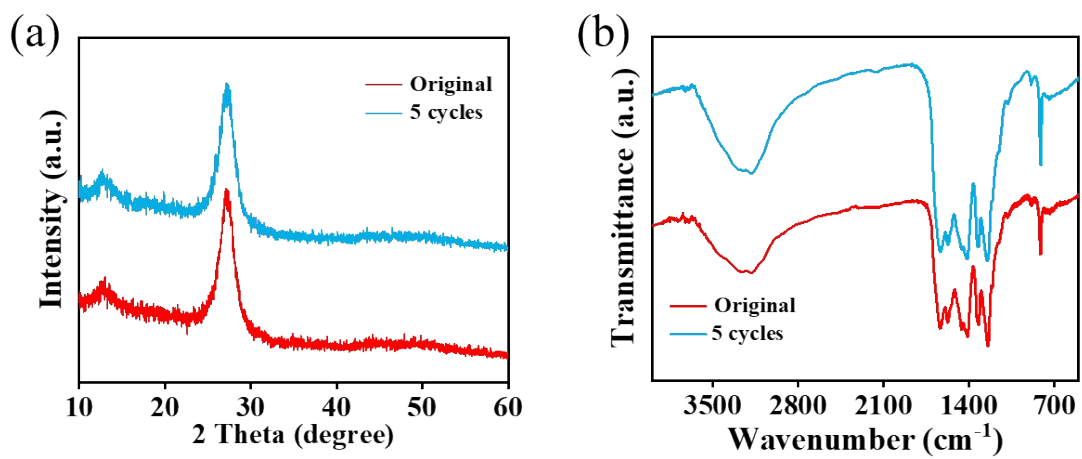 (a)
Intensity (a.u.)
Original
5 cycles
10 20 30 40 50 60
2 Theta (degree)
(b)
Transmittance (a.u.)
Original
5 cycles
3500 2800 2100 1400 700
Wavenumber (cm⁻¹)